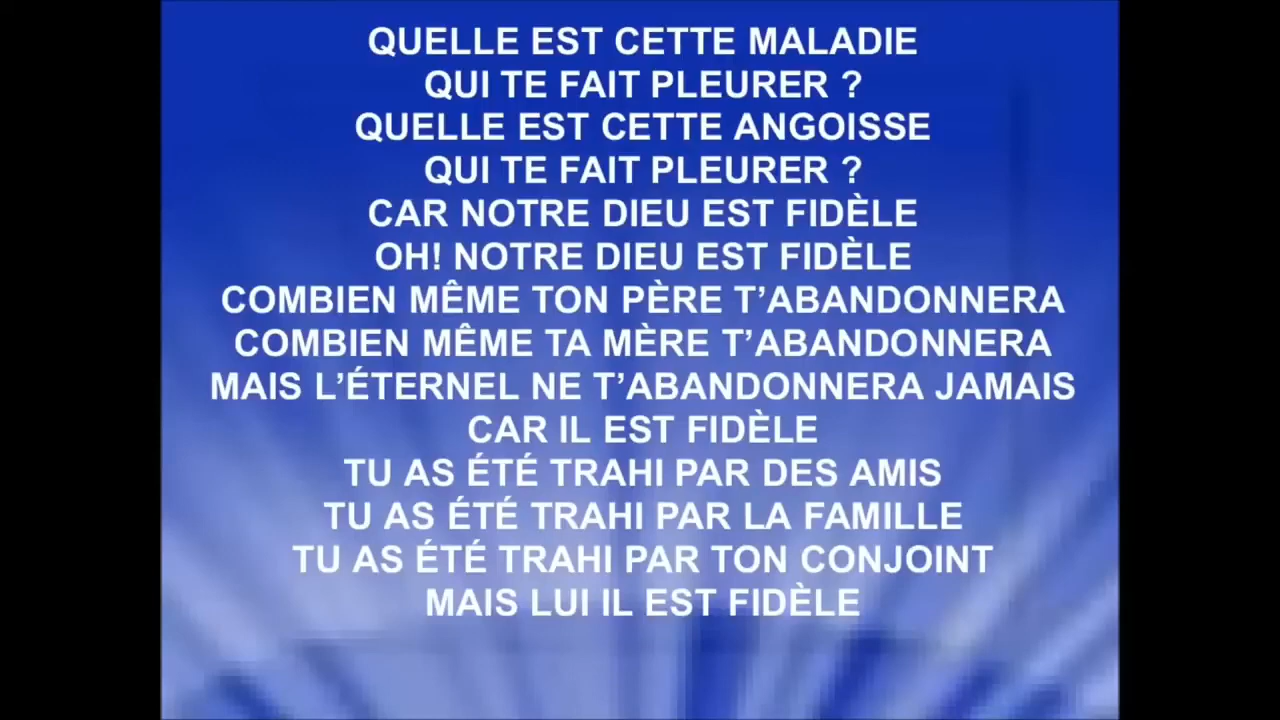 QUELLE EST CETTE MALADIE
QUI TE FAIT PLEURER ?
QUELLE EST CETTE ANGOISSE
QUI TE FAIT PLEURER ?
CAR NOTRE DIEU EST FIDÈLE
OH! NOTRE DIEU EST FIDÈLE
COMBIEN MÊME TON PÈRE T’ABANDONNERA
COMBIEN MÊME TA MÈRE T’ABANDONNERA
MAIS L’ÉTERNEL NE T’ABANDONNERA JAMAIS
CAR IL EST FIDÈLE
TU AS ÉTÉ TRAHI PAR DES AMIS
TU AS ÉTÉ TRAHI PAR LA FAMILLE
TU AS ÉTÉ TRAHI PAR TON CONJOINT
MAIS LUI IL EST FIDÈLE